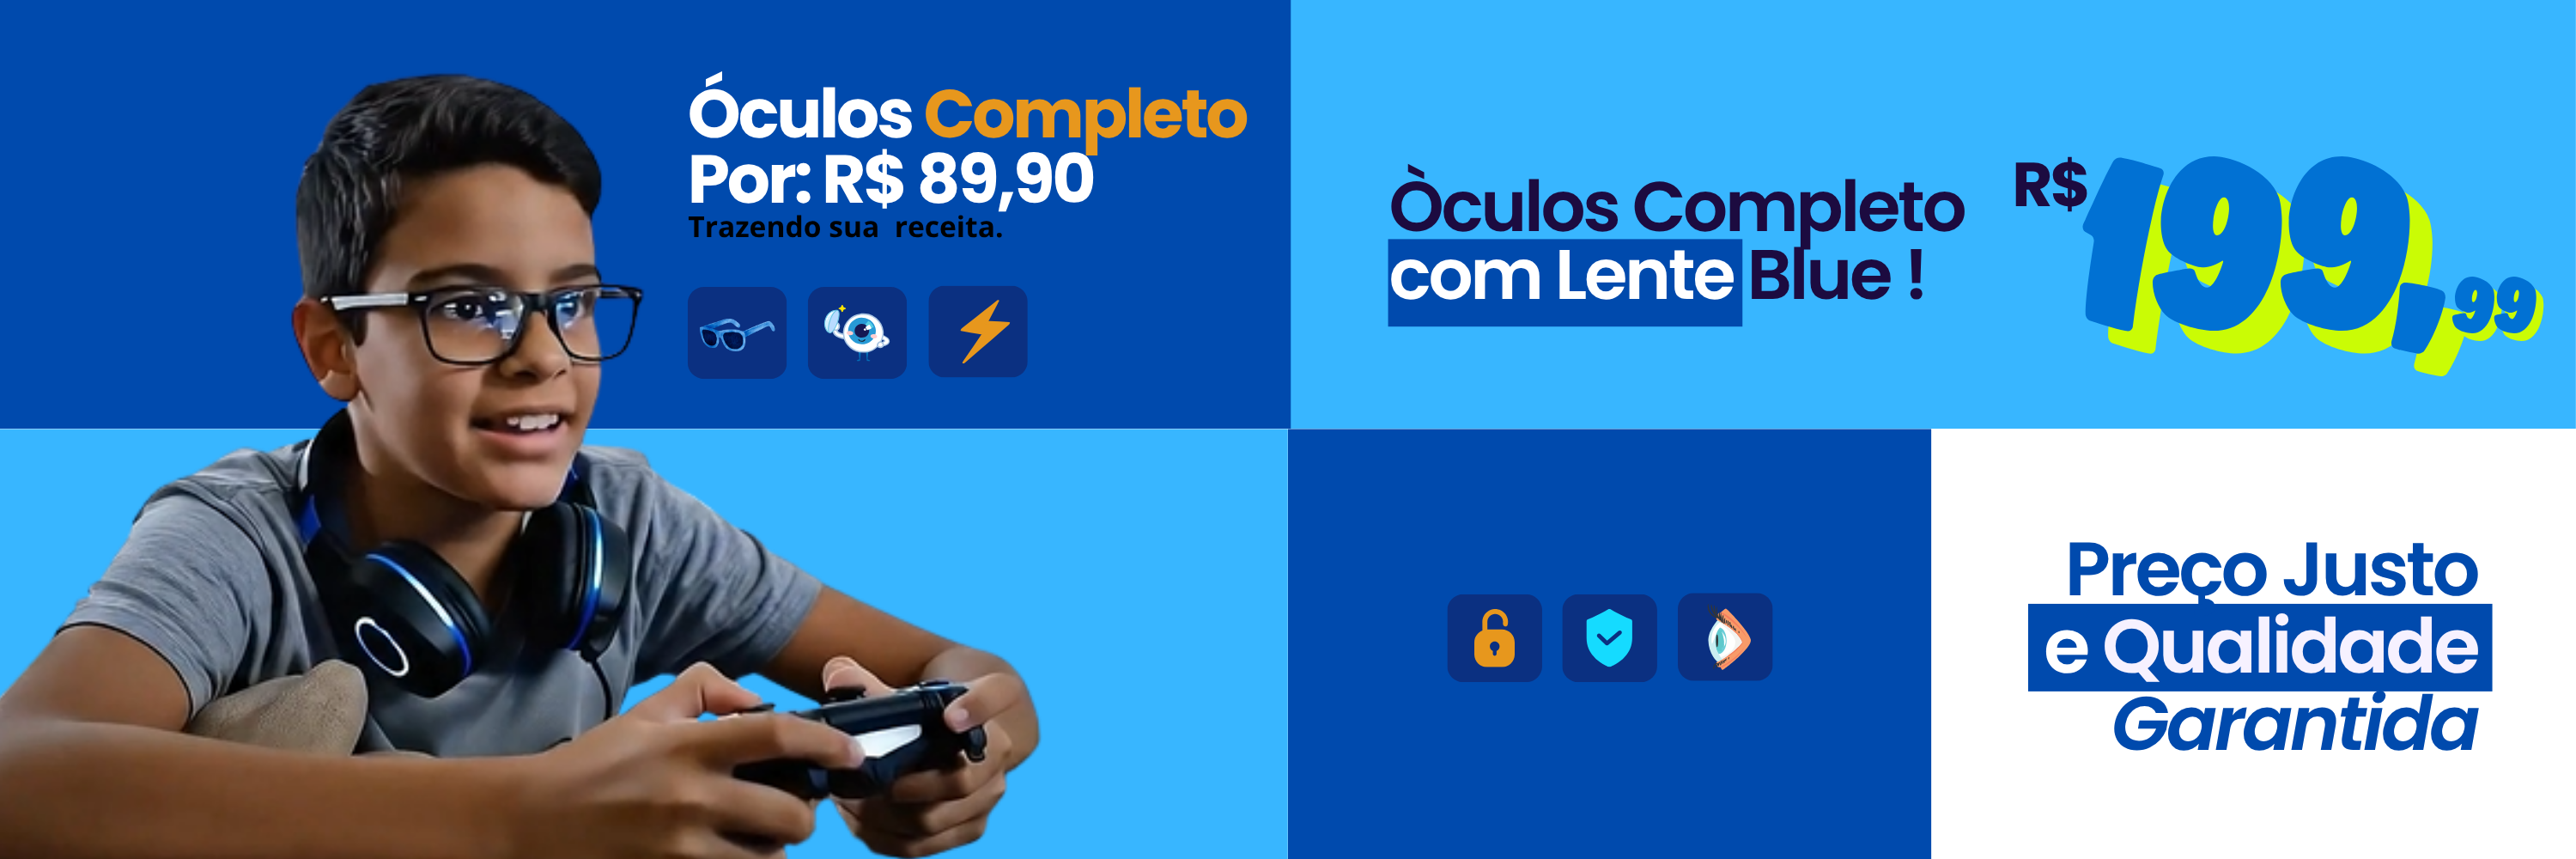 Óculos Completo
Por: R$ 89,90
Trazendo sua  receita.
Òculos Completo
com Lente Blue !
R$ 199,99
Preço Justo
e Qualidade
Garantida